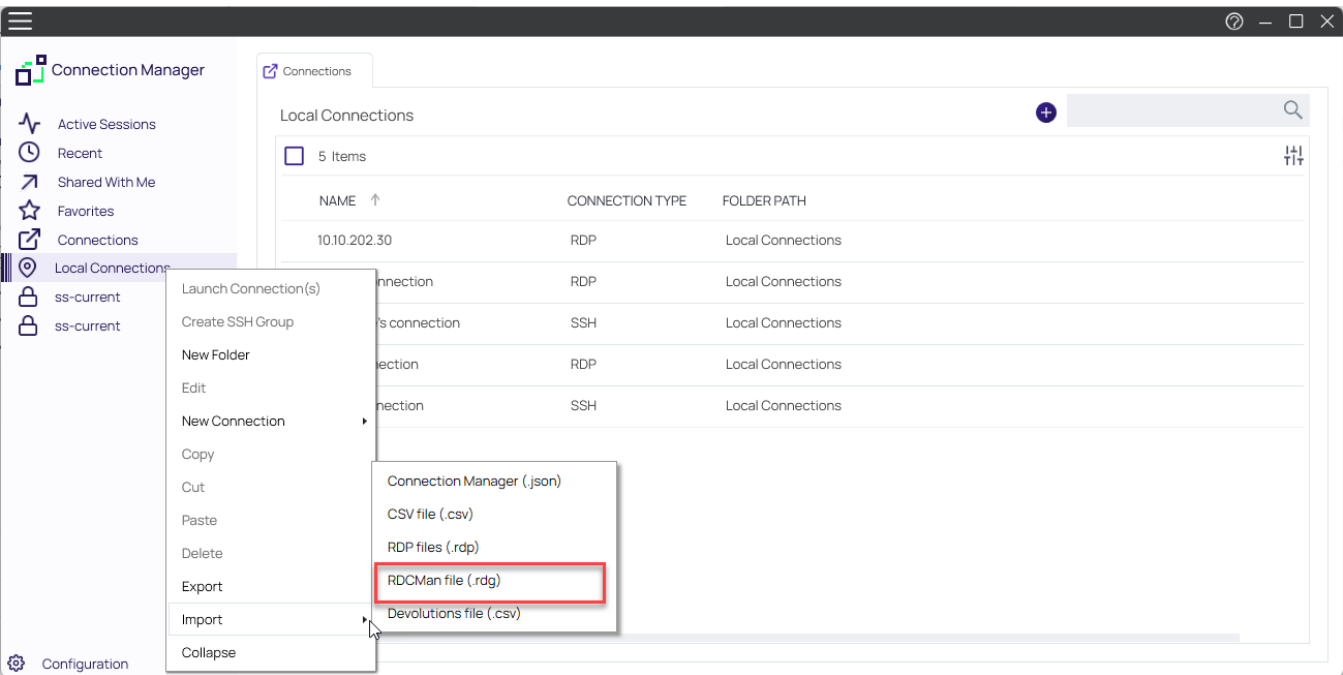 Connection Manager
Active Sessions
Recent
Shared With Me
Favorites
Connections
Local Connections
ss-current
ss-current
Configuration
Connections
Local Connections
5 Items
NAME CONNECTION TYPE FOLDER PATH
10.10.202.30 RDP Local Connections
RDP Local Connections
's connection SSH Local Connections
RDP Local Connections
SSH Local Connections
Launch Connection(s)
Create SSH Group
New Folder
Edit
New Connection
Copy
Cut
Paste
Delete
Export
Import
Collapse
Connection Manager (.json)
CSV file (.csv)
RDP files (.rdp)
RDCMan file (.rdg)
Devolutions file (.csv)